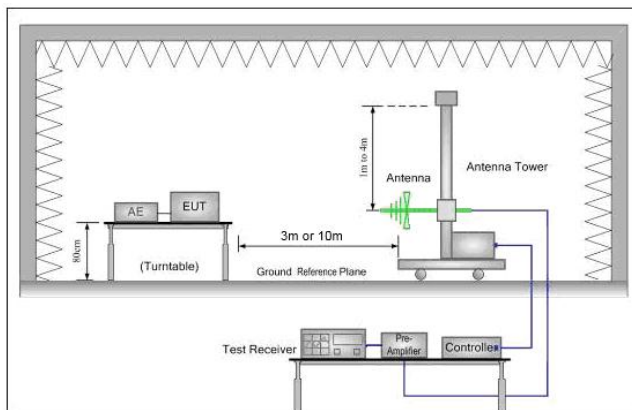 1m to 4m
Antenna
Antenna Tower
AE
EUT
80cm
(Turntable)
3m or 10m
Ground Reference Plane
Test Receiver
Pre-
Amplifier
Controller